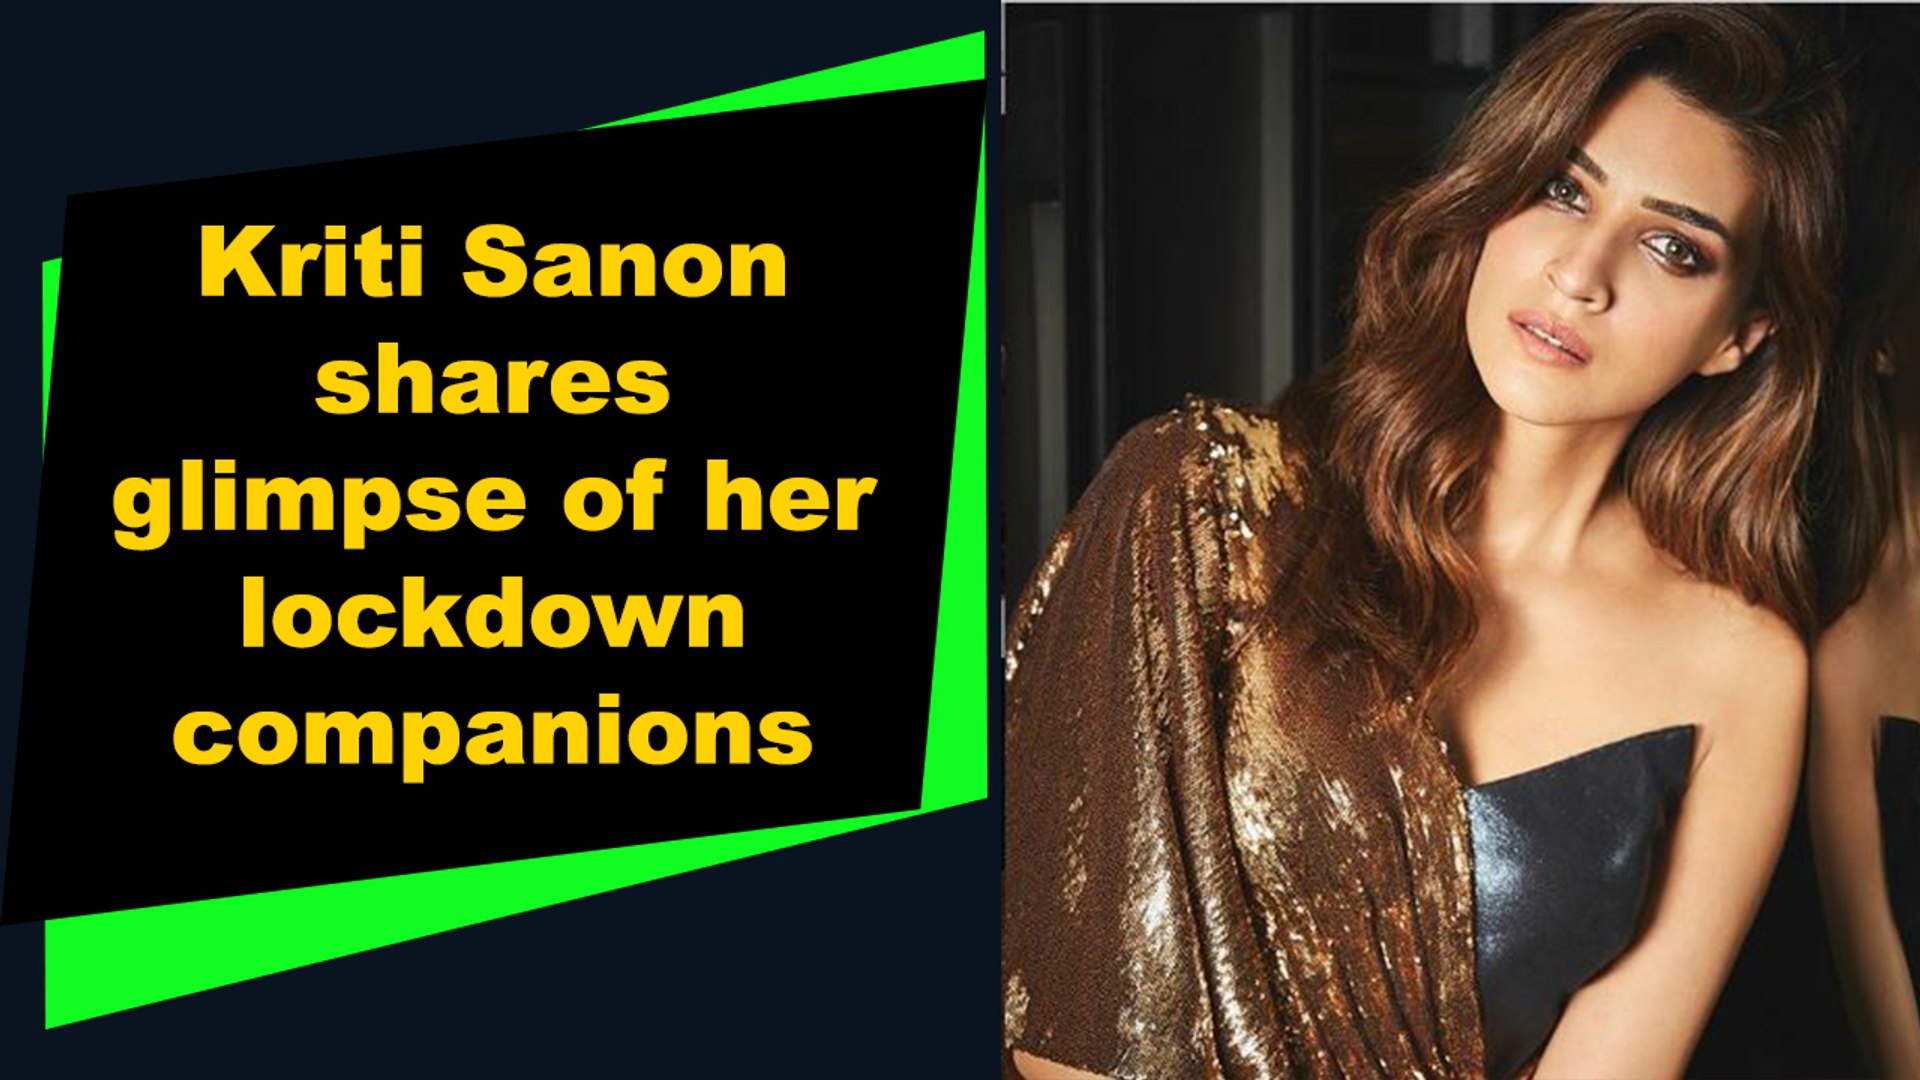 Kriti Sanon
shares
glimpse of her
lockdown
companions